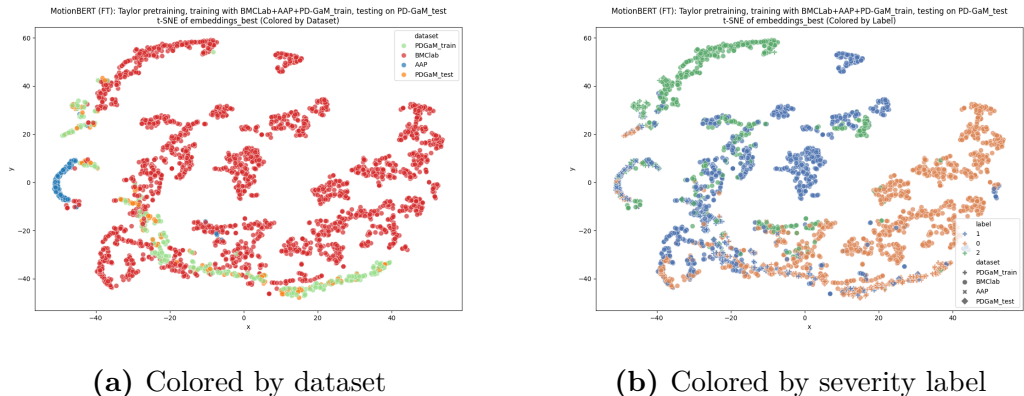 MotionBERT (FT): Taylor pretraining, training with BMCLab+AAP+PD-GaM_train, testing on PD-GaM_test
t-SNE of embeddings_best (Colored by Dataset)
dataset
PDGaM_train
BMClab
AAP
PDGaM_test
60
40
20
0
−20
−40
y
−40
−20
0
20
40
x
MotionBERT (FT): Taylor pretraining, training with BMCLab+AAP+PD-GaM_train, testing on PD-GaM_test
t-SNE of embeddings_best (Colored by Label)
60
40
20
0
−20
−40
y
label
1
0
2
dataset
PDGaM_train
BMClab
AAP
PDGaM_test
−40
−20
0
20
40
x
(a) Colored by dataset
(b) Colored by severity label